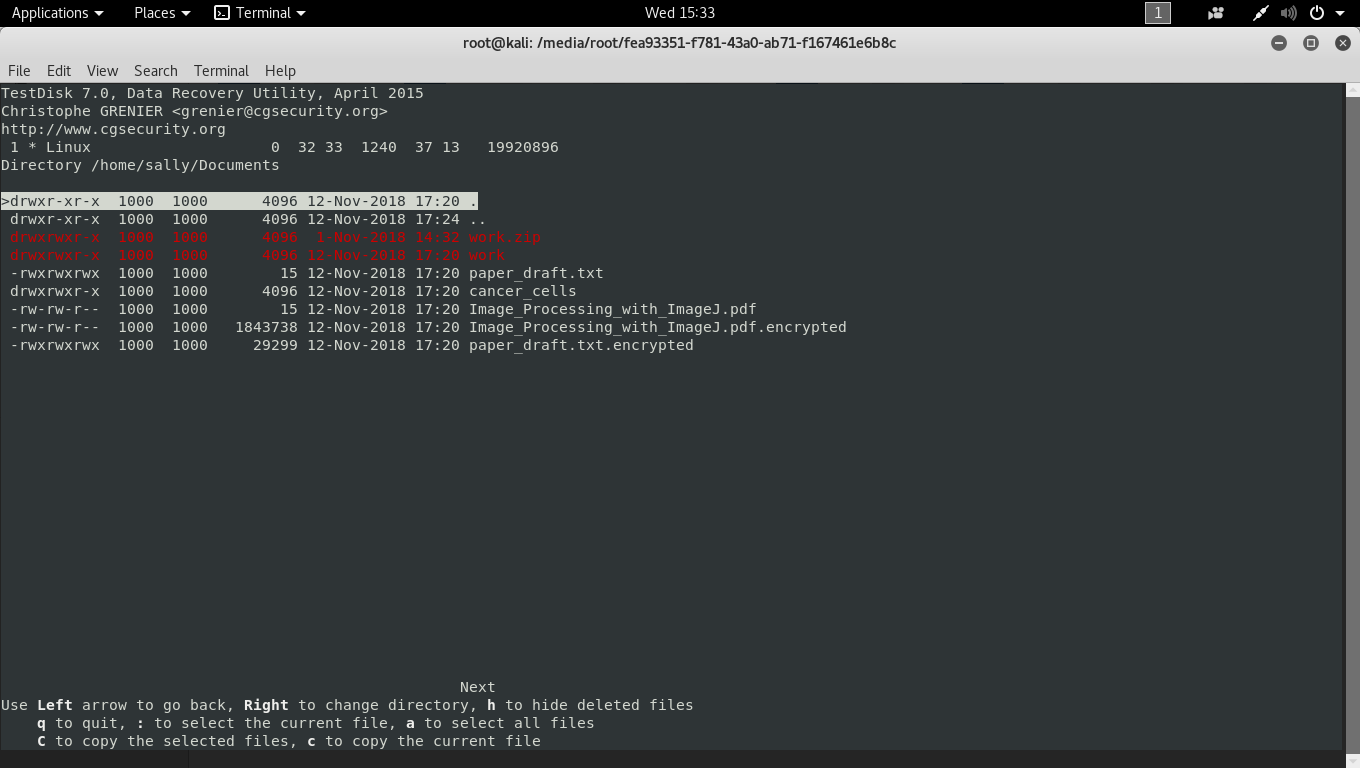 Applications Places Terminal Wed 15:33 1
root@kali: /media/root/fea93351-f781-43a0-ab71-f167461e6b8c
File Edit View Search Terminal Help
TestDisk 7.0, Data Recovery Utility, April 2015
Christophe GRENIER <grenier@cgsecurity.org>
http://www.cgsecurity.org
 1 * Linux                    0  32 33  1240  37 13   19920896
Directory /home/sally/Documents
>drwxr-xr-x  1000  1000      4096 12-Nov-2018 17:20 .
 drwxr-xr-x  1000  1000      4096 12-Nov-2018 17:24 ..
 drwxrwxr-x  1000  1000      4096  1-Nov-2018 14:32 work.zip
 drwxrwxr-x  1000  1000      4096 12-Nov-2018 17:20 work
 -rwxrwxrwx  1000  1000        15 12-Nov-2018 17:20 paper_draft.txt
 drwxrwxr-x  1000  1000      4096 12-Nov-2018 17:20 cancer_cells
 -rw-rw-r--  1000  1000        15 12-Nov-2018 17:20 Image_Processing_with_ImageJ.pdf
 -rw-rw-r--  1000  1000   1843738 12-Nov-2018 17:20 Image_Processing_with_ImageJ.pdf.encrypted
 -rwxrwxrwx  1000  1000     29299 12-Nov-2018 17:20 paper_draft.txt.encrypted
Next
Use Left arrow to go back, Right to change directory, h to hide deleted files
    q to quit, : to select the current file, a to select all files
    C to copy the selected files, c to copy the current file